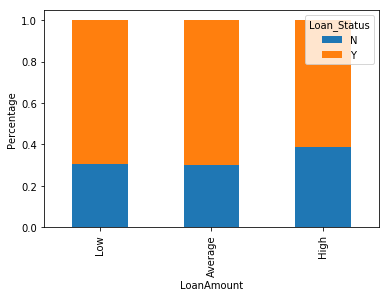 Loan_Status
N
Y
1.0
0.8
0.6
0.4
0.2
0.0
Percentage
Low
Average
High
LoanAmount